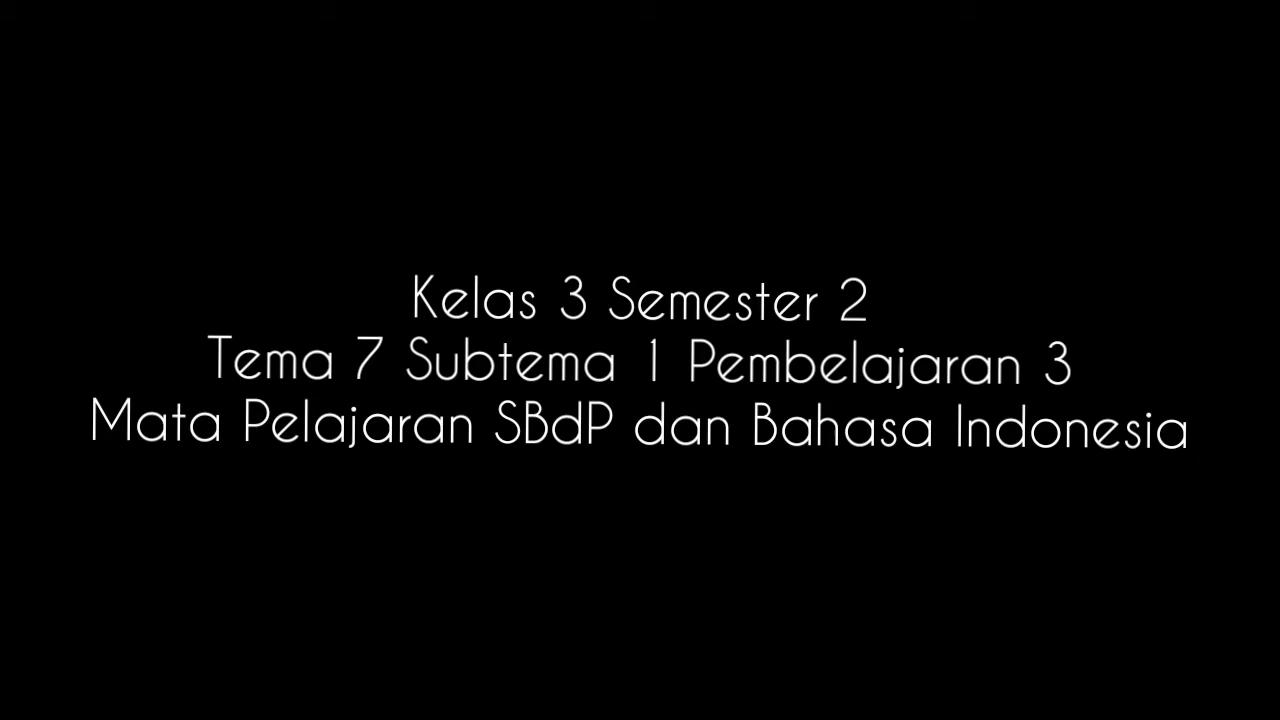 Kelas 3 Semester 2
Tema 7 Subtema 1 Pembelajaran 3
Mata Pelajaran SBdP dan Bahasa Indonesia